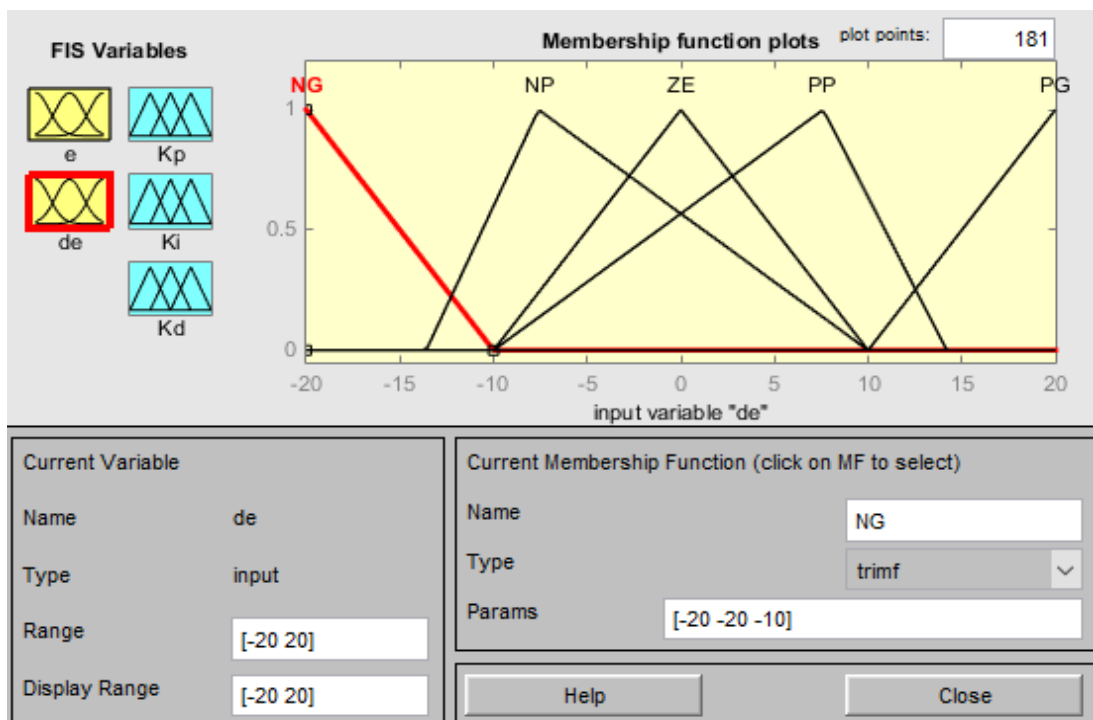 FIS Variables
Membership function plots
plot points:
181
e
Kp
de
Ki
Kd
NG
NP
ZE
PP
PG
1
0.5
0
-20 -15 -10 -5 0 5 10 15 20
input variable "de"
Current Variable
Name de
Type input
Range [-20 20]
Display Range [-20 20]
Current Membership Function (click on MF to select)
Name NG
Type trimf
Params [-20 -20 -10]
Help
Close